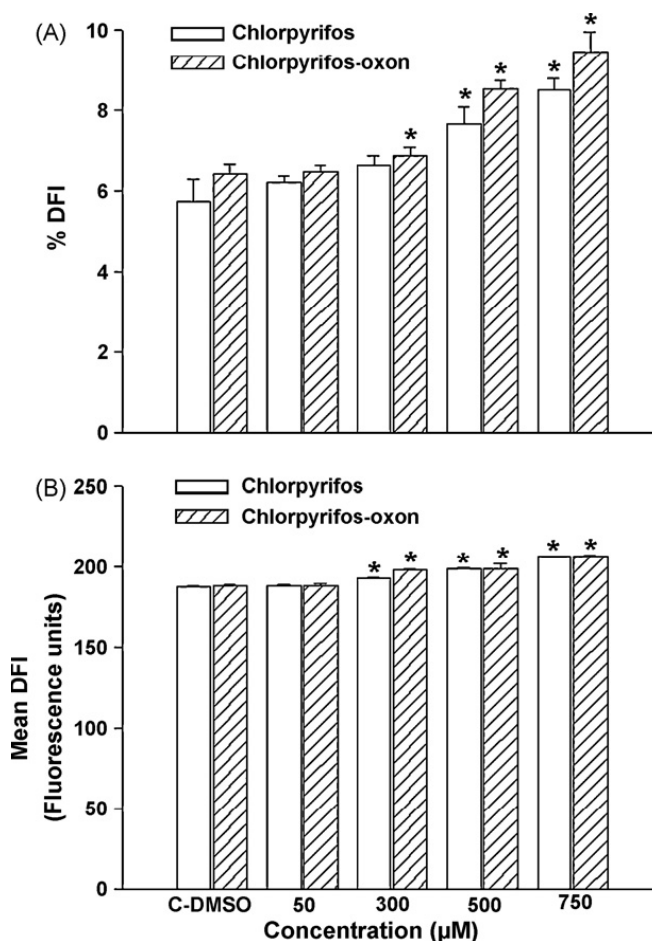 (A)
Chlorpyrifos
Chlorpyrifos-oxon
% DFI
10
8
6
4
2
0
* * * * *
(B)
Chlorpyrifos
Chlorpyrifos-oxon
Mean DFI
(Fluorescence units)
250
200
150
100
50
0
* * * * * *
C-DMSO 50 300 500 750
Concentration (µM)